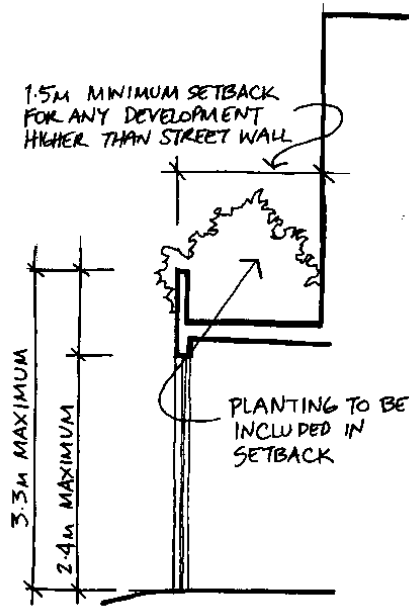 1.5M MINIMUM SETBACK
FOR ANY DEVELOPMENT
HIGHER THAN STREET WALL
3.3M MAXIMUM
2.4M MAXIMUM
PLANTING TO BE
INCLUDED IN
SETBACK